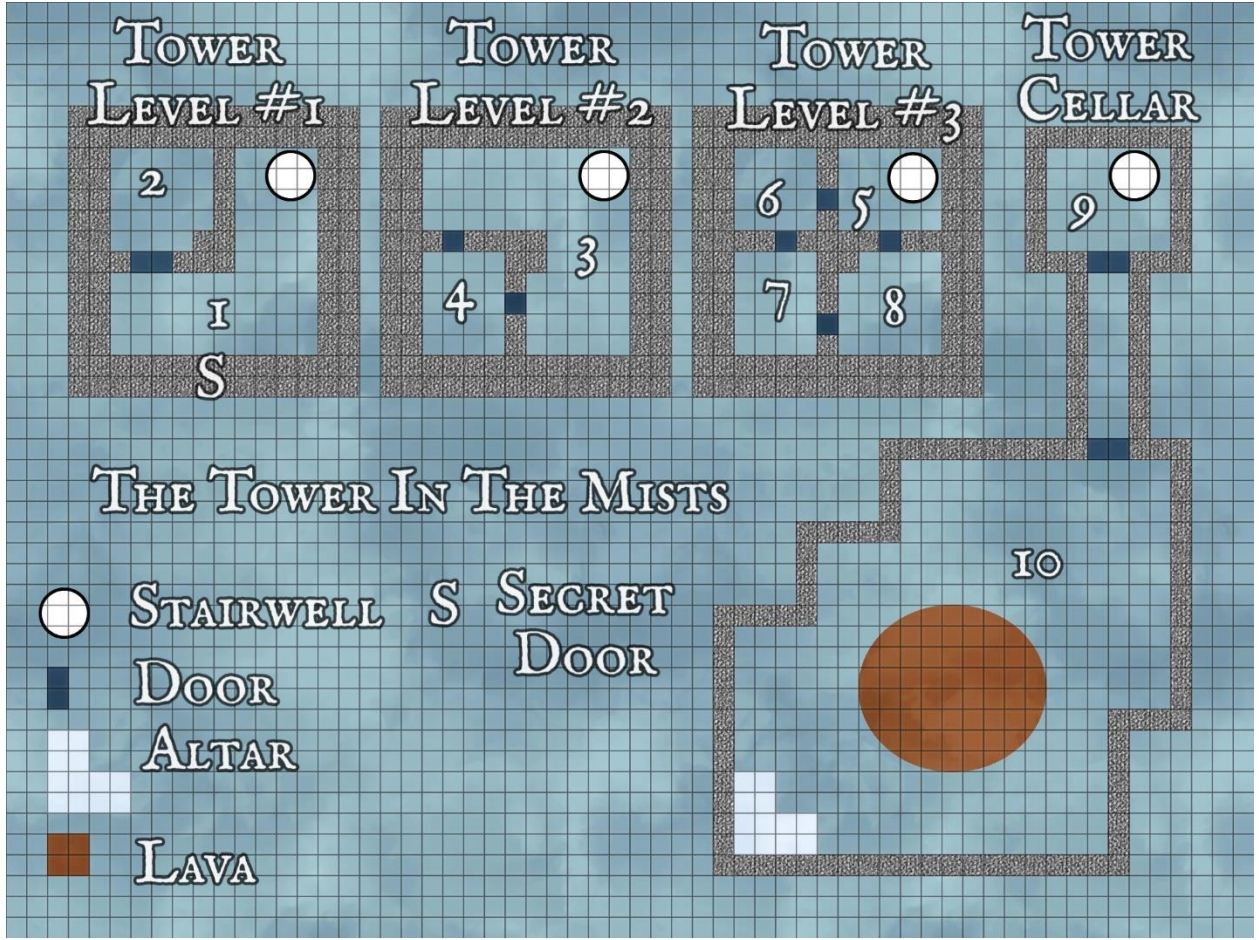 Tower
Level #1
Tower
Level #2
Tower
Level #3
Tower
Cellar
2
1
S
3
4
6
5
7
8
9
10
The Tower In The Mists
Stairwell
S Secret
Door
Door
Altar
Lava